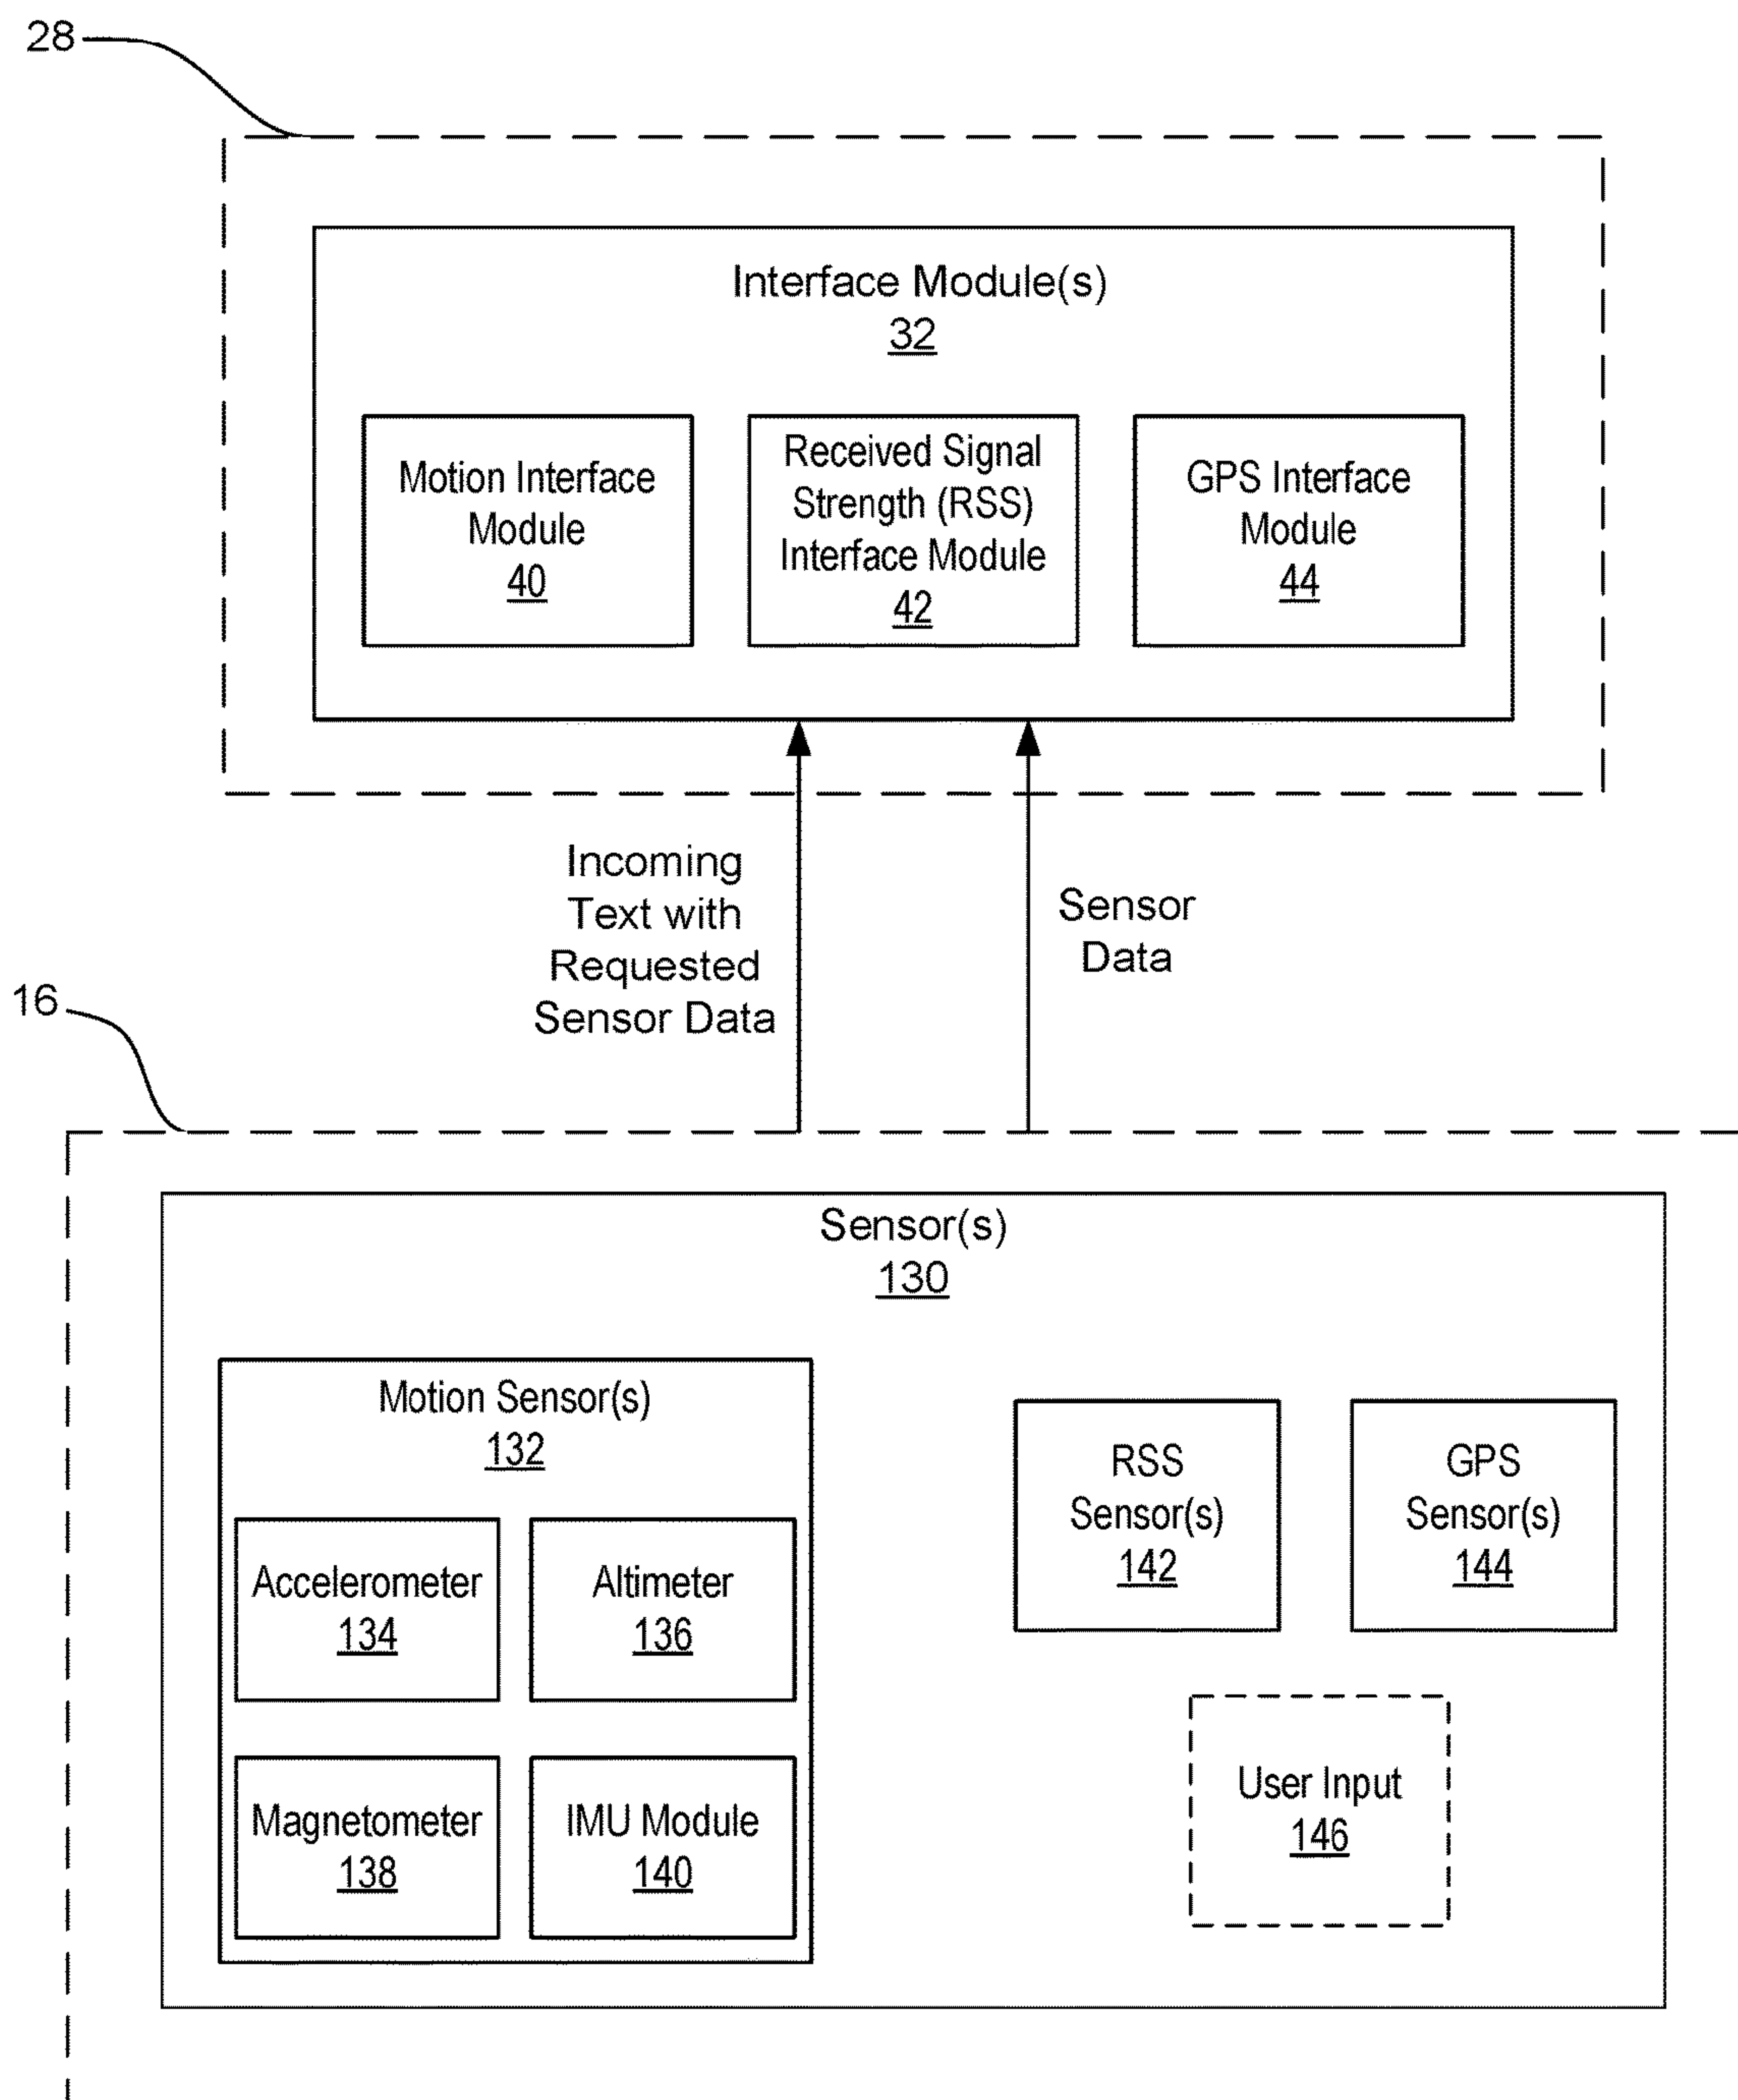 28
Interface Module(s)
32
Motion Interface
Module
40
Received Signal
Strength (RSS)
Interface Module
42
GPS Interface
Module
44
Incoming
Text with
Requested
Sensor Data
Sensor
Data
16
Sensor(s)
130
Motion Sensor(s)
132
Accelerometer
134
Altimeter
136
Magnetometer
138
IMU Module
140
RSS
Sensor(s)
142
GPS
Sensor(s)
144
User Input
146